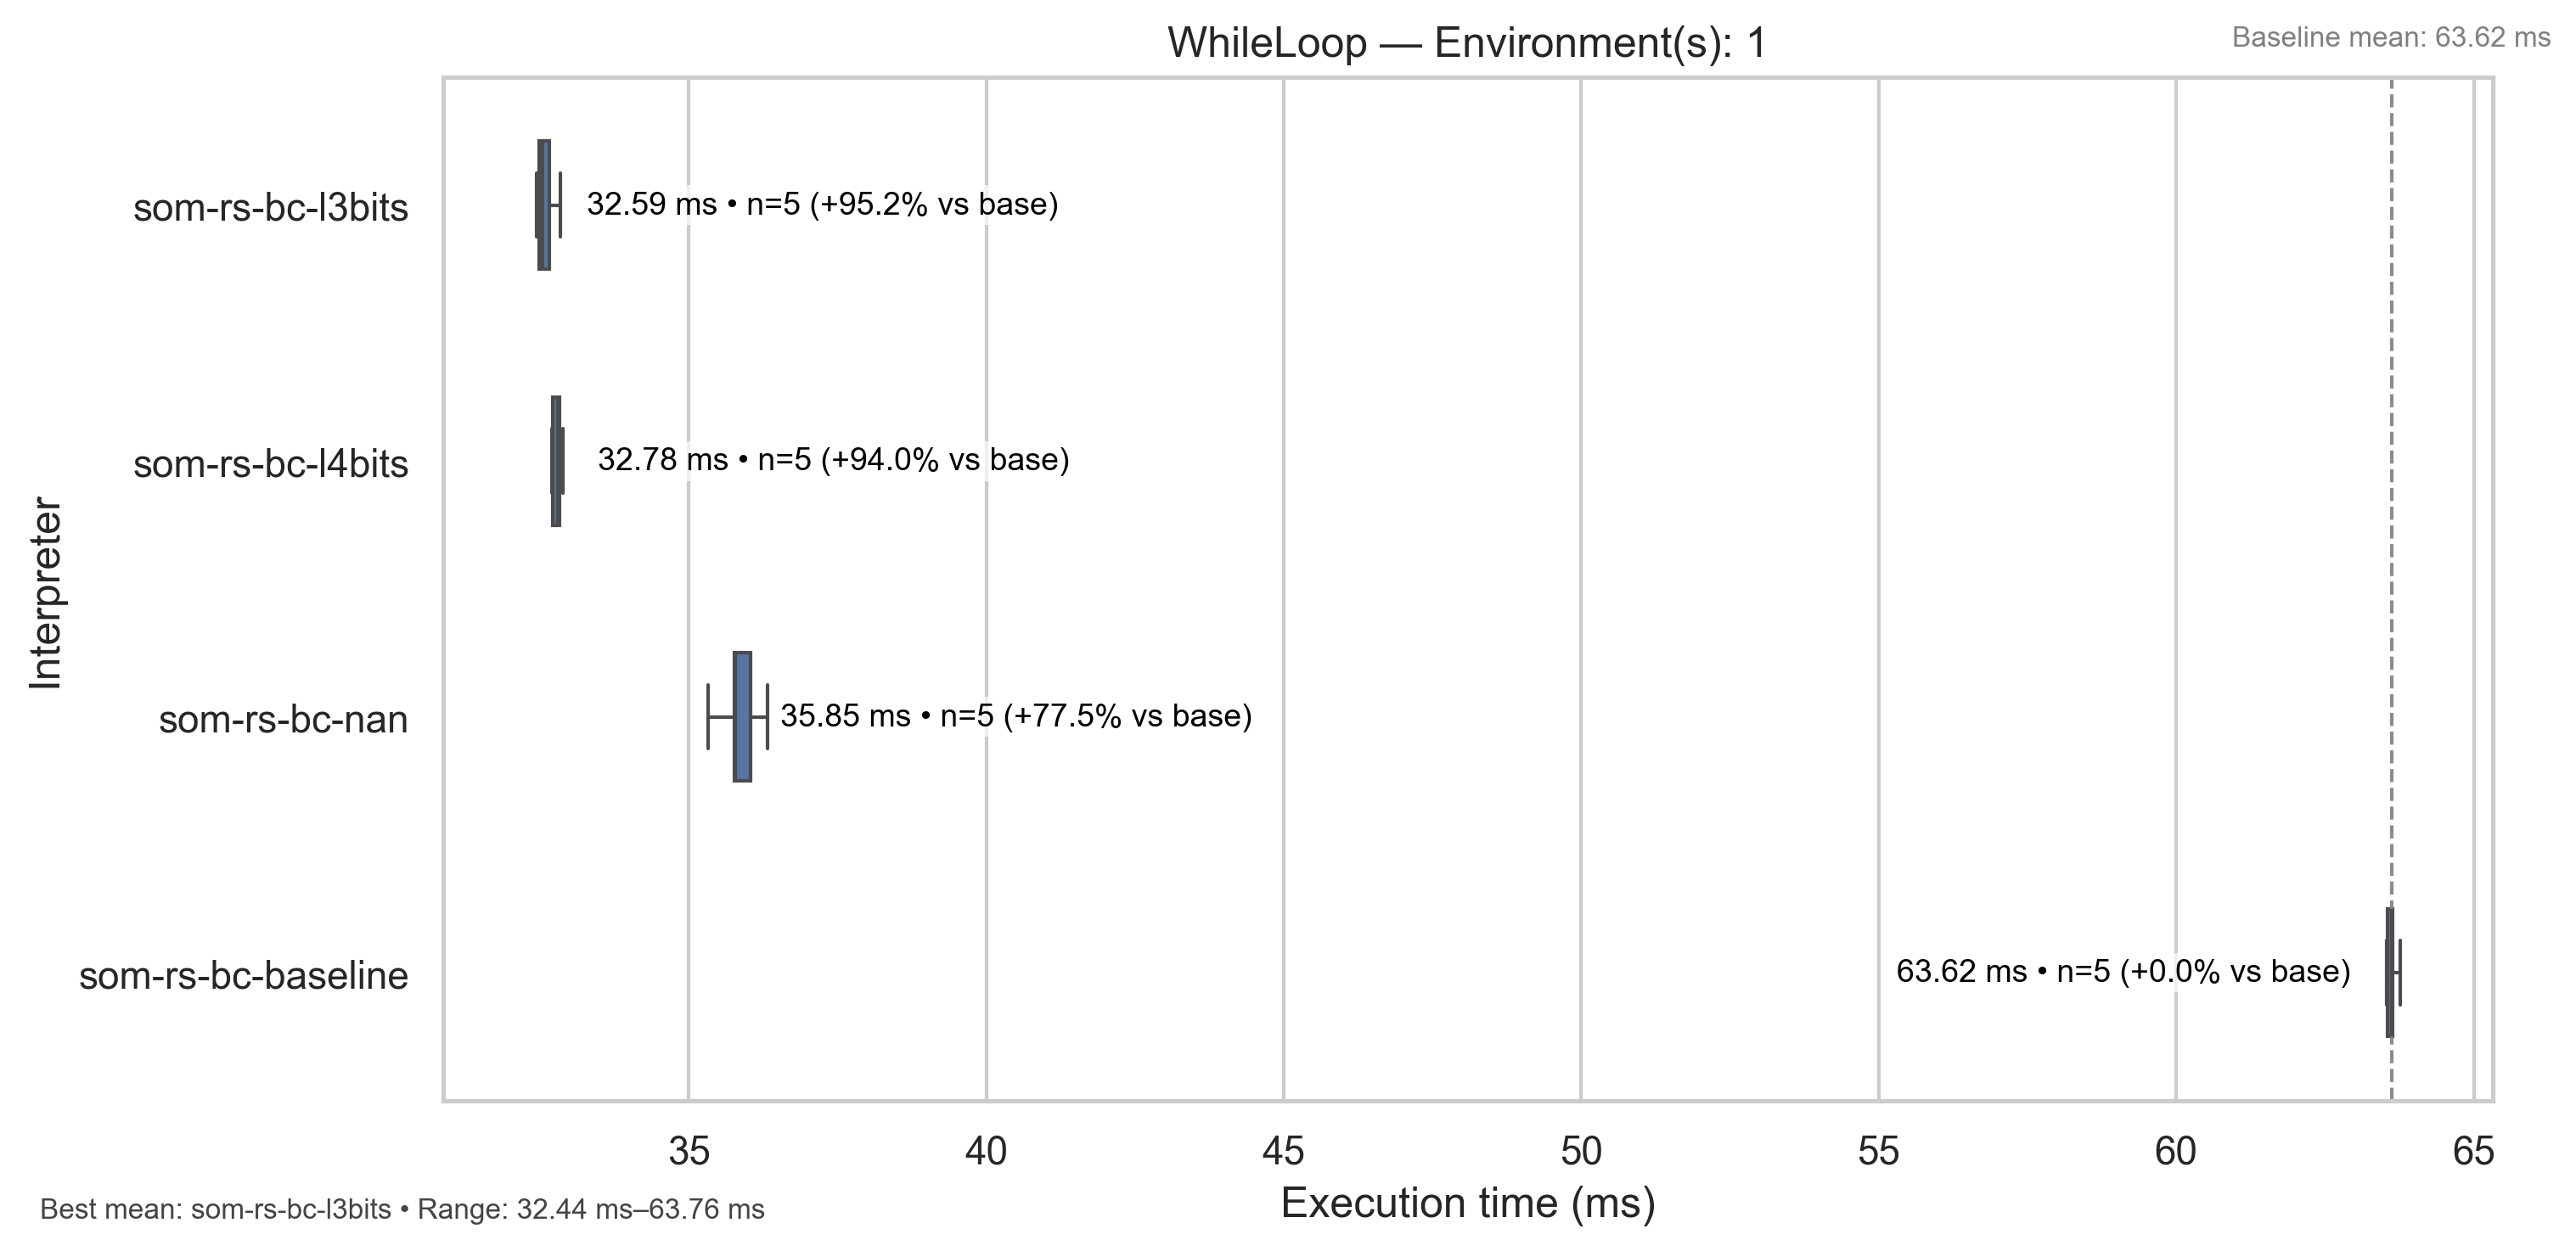 WhileLoop — Environment(s): 1
Baseline mean: 63.62 ms
Interpreter
som-rs-bc-l3bits
32.59 ms • n=5 (+95.2% vs base)
som-rs-bc-l4bits
32.78 ms • n=5 (+94.0% vs base)
som-rs-bc-nan
35.85 ms • n=5 (+77.5% vs base)
som-rs-bc-baseline
63.62 ms • n=5 (+0.0% vs base)
35 40 45 50 55 60 65
Execution time (ms)
Best mean: som-rs-bc-l3bits • Range: 32.44 ms–63.76 ms